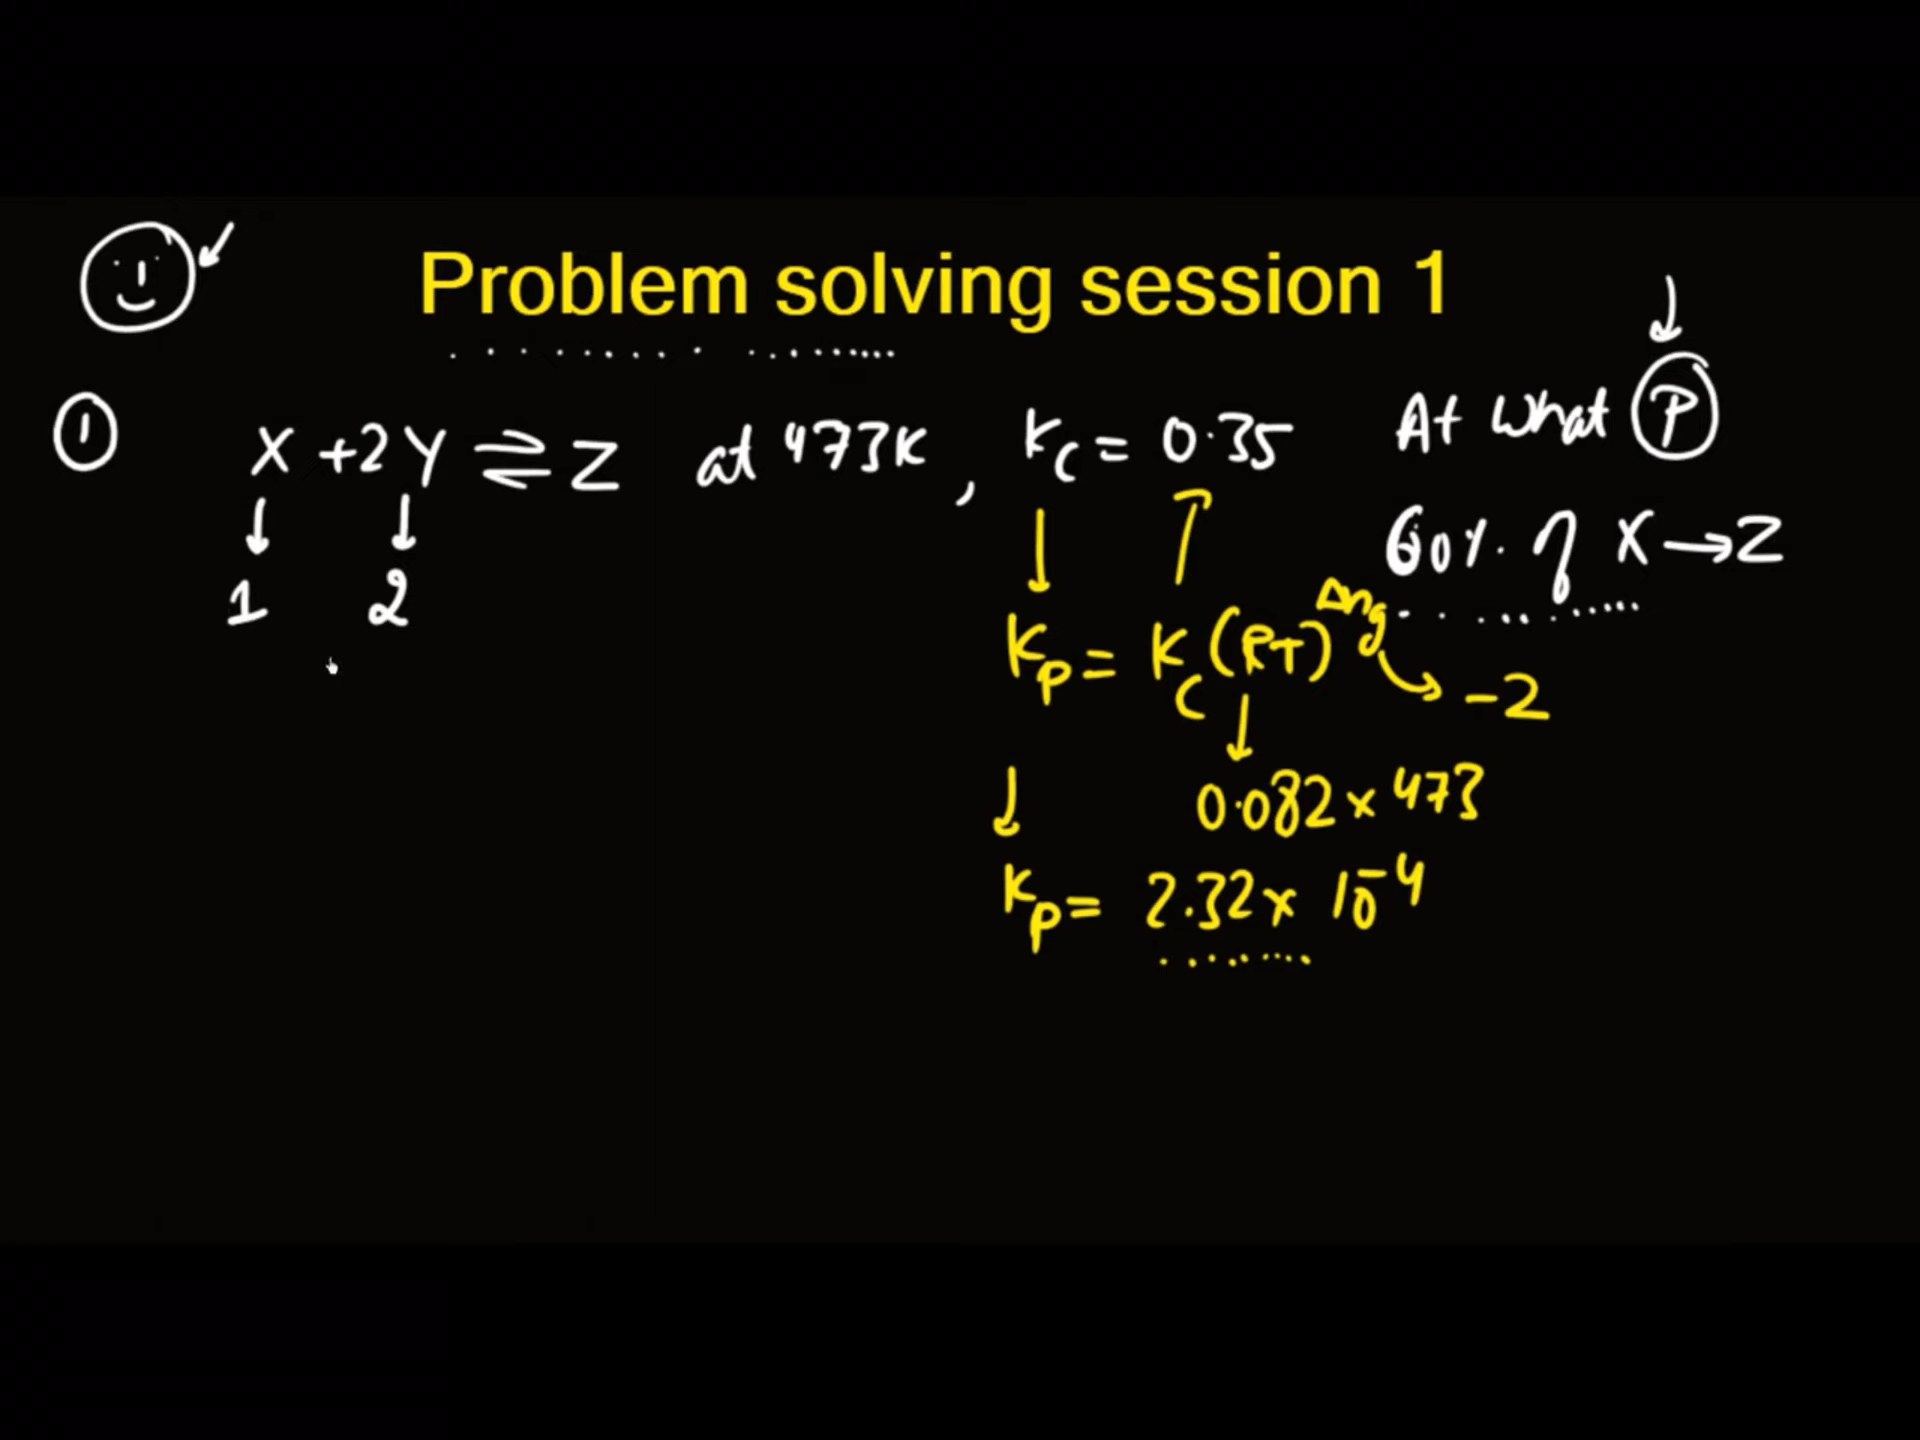 Problem solving session 1
① X + 2Y ⇌ Z at 473K, Kc = 0.35 At what P
60% of X → Z
1 2
Kp = Kc (RT)^Δng → -2
0.082 × 473
Kp = 2.32 × 10^-4